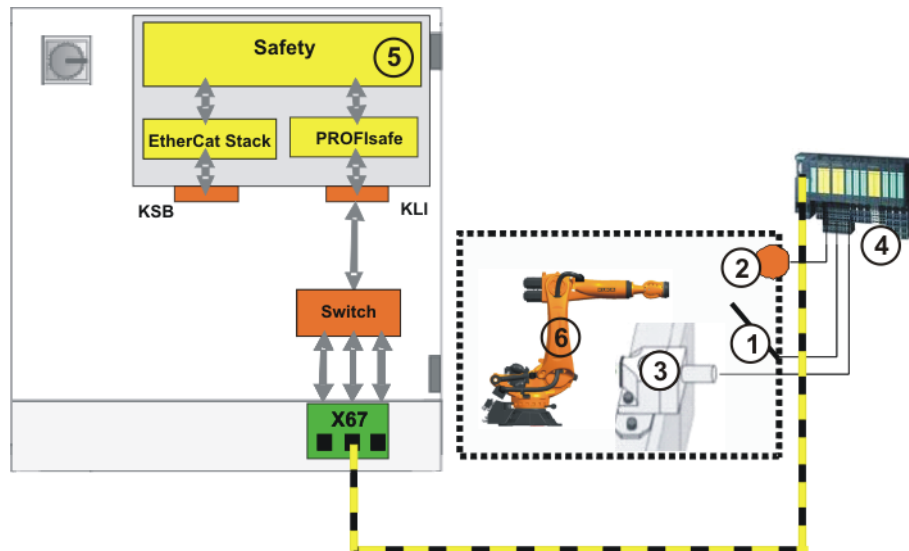 Safety
5
EtherCat Stack
PROFIsafe
KSB
KLI
4
2
Switch
6
1
3
X67